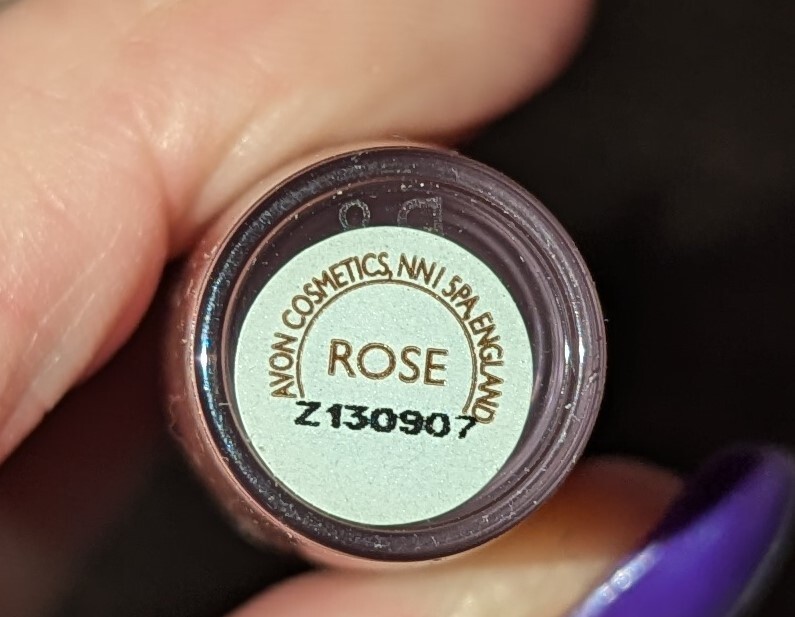 AVON COSMETICS, NN1 5PA, ENGLAND
ROSE
Z130907